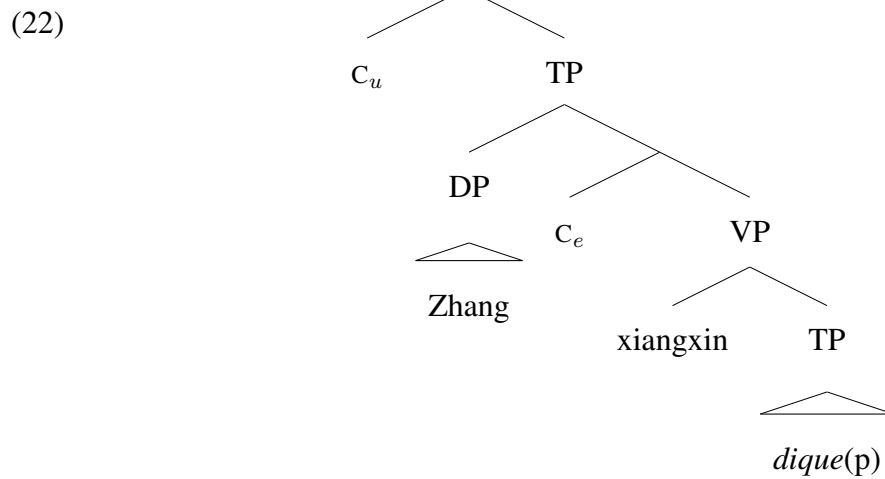 (22)
C_u TP
DP
C_e VP
Zhang
xiangxin TP
dique(p)